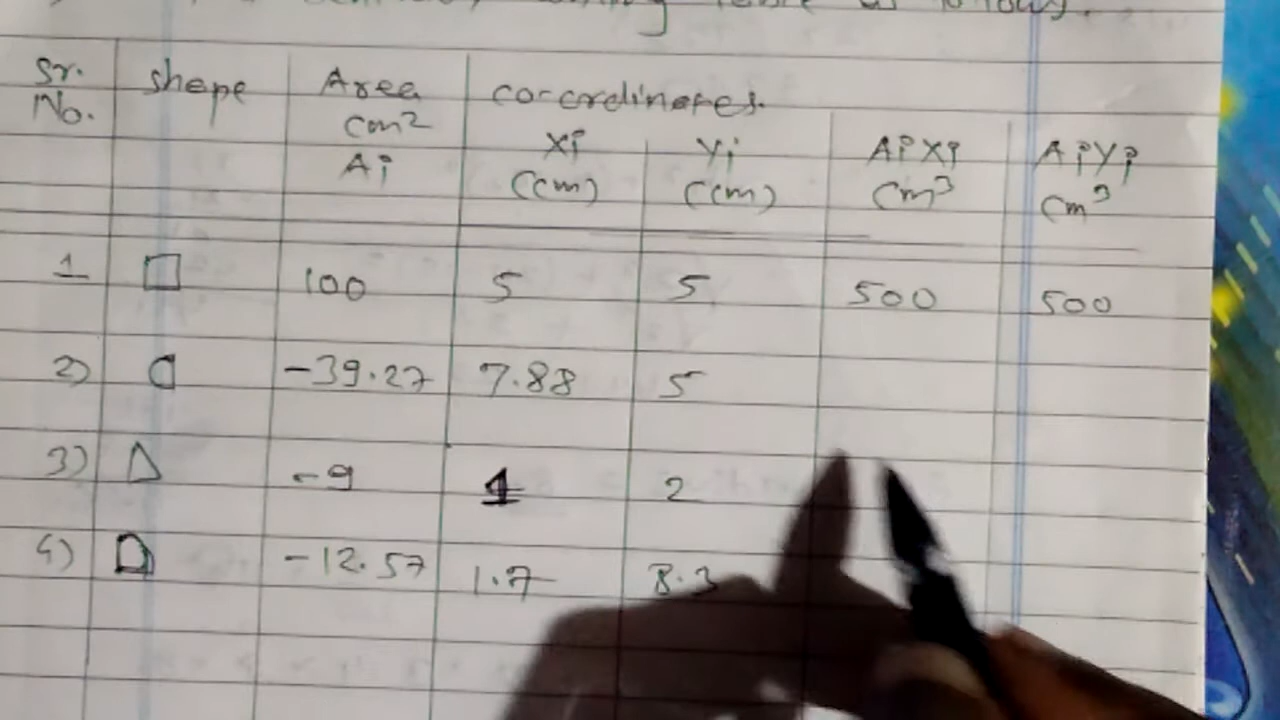 Sr. No. shape Area cm2 Ai co-ordinates.
Xi (cm) Yi (cm) AiXi cm3 AiYi cm3
1 100 5 5 500 500
2) -39.27 7.88 5
3) -9 1 2
4) -12.57 1.7 8.3